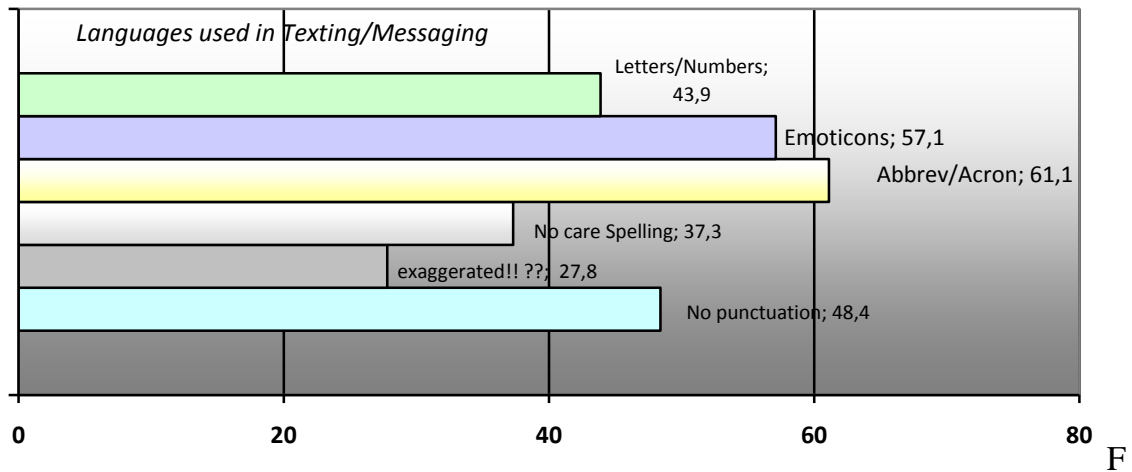 Languages used in Texting/Messaging
Letters/Numbers;
43,9
Emoticons; 57,1
Abbrev/Acron; 61,1
No care Spelling; 37,3
exaggerated!! ??; 27,8
No punctuation; 48,4
0 20 40 60 80
F